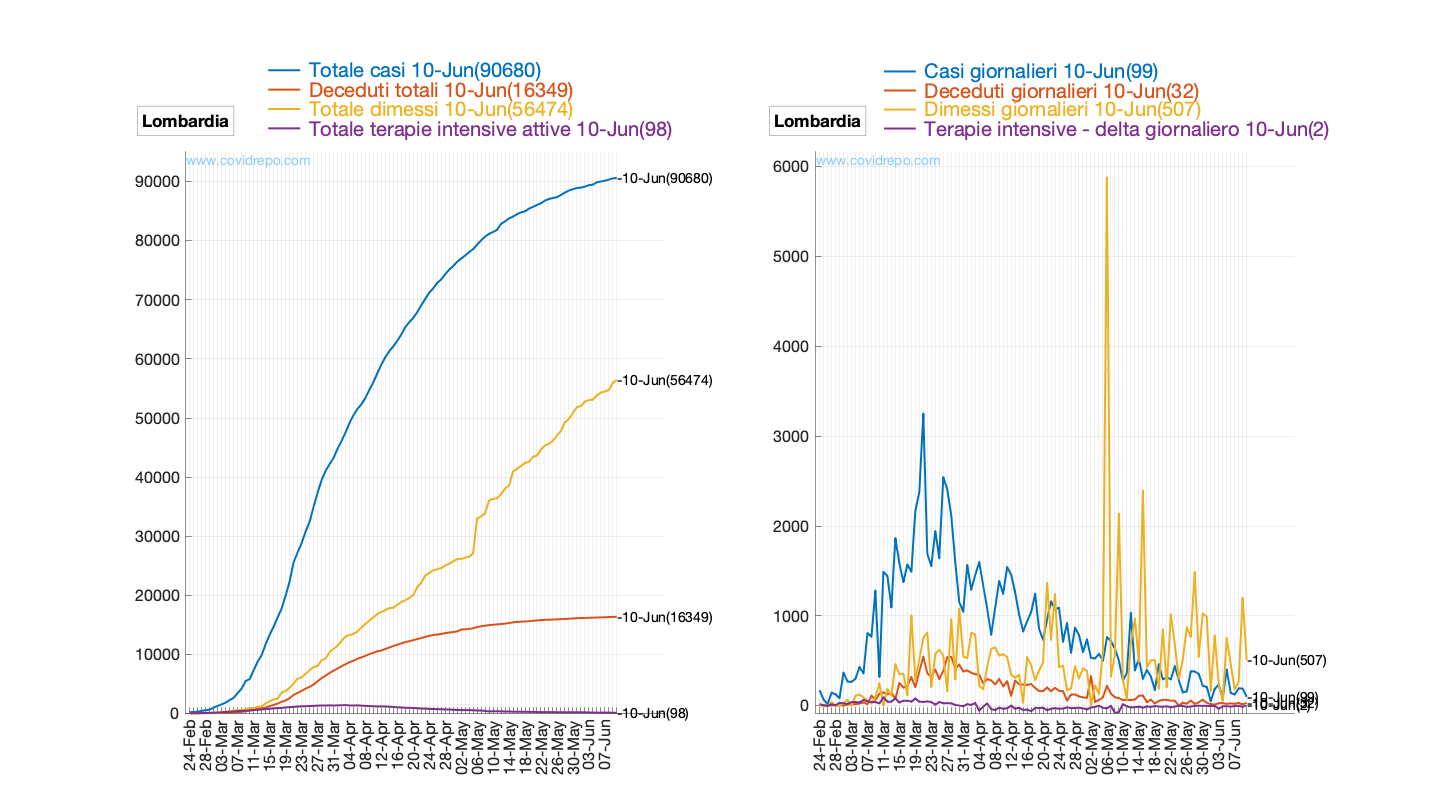 Totale casi 10-Jun(90680)
Deceduti totali 10-Jun(16349)
Totale dimessi 10-Jun(56474)
Totale terapie intensive attive 10-Jun(98)
Lombardia
www.covidrepo.com
90000
80000
70000
60000
50000
40000
30000
20000
10000
0
-10-Jun(90680)
-10-Jun(56474)
-10-Jun(16349)
-10-Jun(98)
24-Feb
28-Feb
03-Mar
07-Mar
11-Mar
15-Mar
19-Mar
23-Mar
27-Mar
31-Mar
04-Apr
08-Apr
12-Apr
16-Apr
20-Apr
24-Apr
28-Apr
02-May
06-May
10-May
14-May
18-May
22-May
26-May
30-May
03-Jun
07-Jun
Casi giornalieri 10-Jun(99)
Deceduti giornalieri 10-Jun(32)
Dimessi giornalieri 10-Jun(507)
Terapie intensive - delta giornaliero 10-Jun(2)
Lombardia
www.covidrepo.com
6000
5000
4000
3000
2000
1000
0
-10-Jun(507)
-10-Jun(99)
-10-Jun(32)
-10-Jun(2)
24-Feb
28-Feb
03-Mar
07-Mar
11-Mar
15-Mar
19-Mar
23-Mar
27-Mar
31-Mar
04-Apr
08-Apr
12-Apr
16-Apr
20-Apr
24-Apr
28-Apr
02-May
06-May
10-May
14-May
18-May
22-May
26-May
30-May
03-Jun
07-Jun